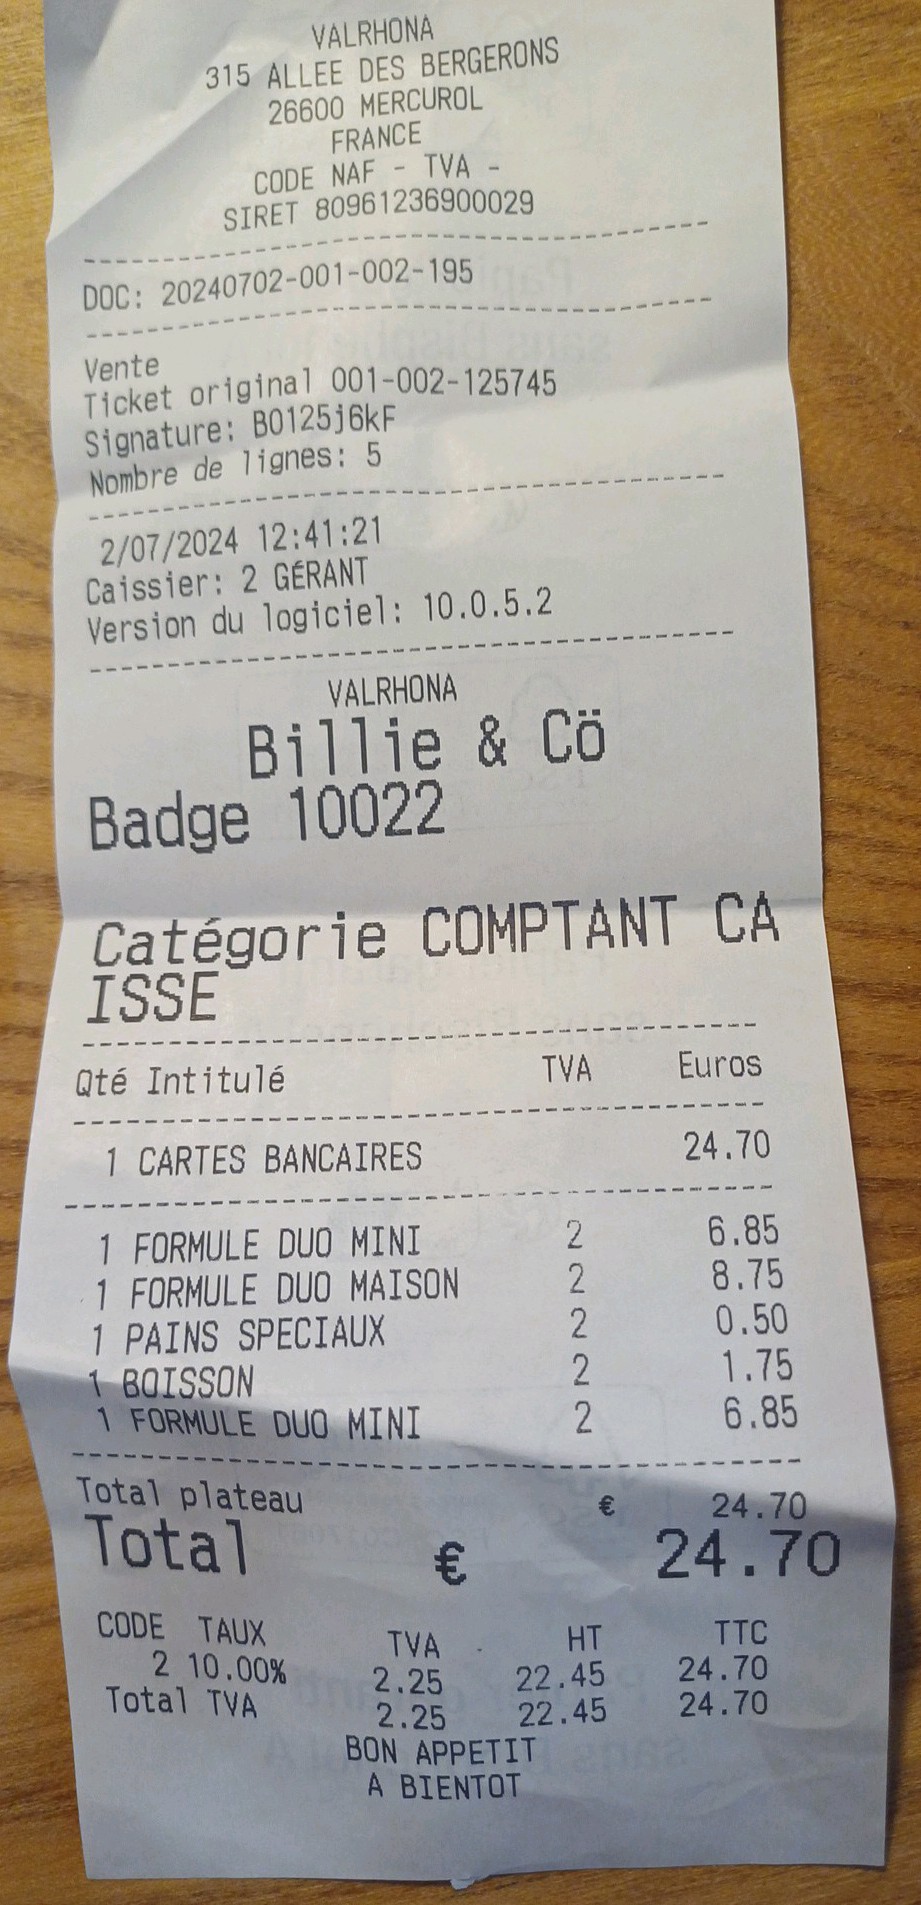 VALRHONA
315 ALLEE DES BERGERONS
26600 MERCUROL
FRANCE
CODE NAF - TVA -
SIRET 80961236900029
DOC: 20240702-001-002-195
Vente
Ticket original 001-002-125745
Signature: B0125j6kF
Nombre de lignes: 5
2/07/2024 12:41:21
Caissier: 2 GÉRANT
Version du logiciel: 10.0.5.2
VALRHONA
Billie & Cö
Badge 10022
Catégorie COMPTANT CA
ISSE
Qté Intitulé TVA Euros
1 CARTES BANCAIRES 24.70
1 FORMULE DUO MINI 2 6.85
1 FORMULE DUO MAISON 2 8.75
1 PAINS SPECIAUX 2 0.50
1 BOISSON 2 1.75
1 FORMULE DUO MINI 2 6.85
Total plateau € 24.70
Total € 24.70
CODE TAUX TVA HT TTC
2 10.00% 2.25 22.45 24.70
Total TVA 2.25 22.45 24.70
BON APPETIT
A BIENTOT